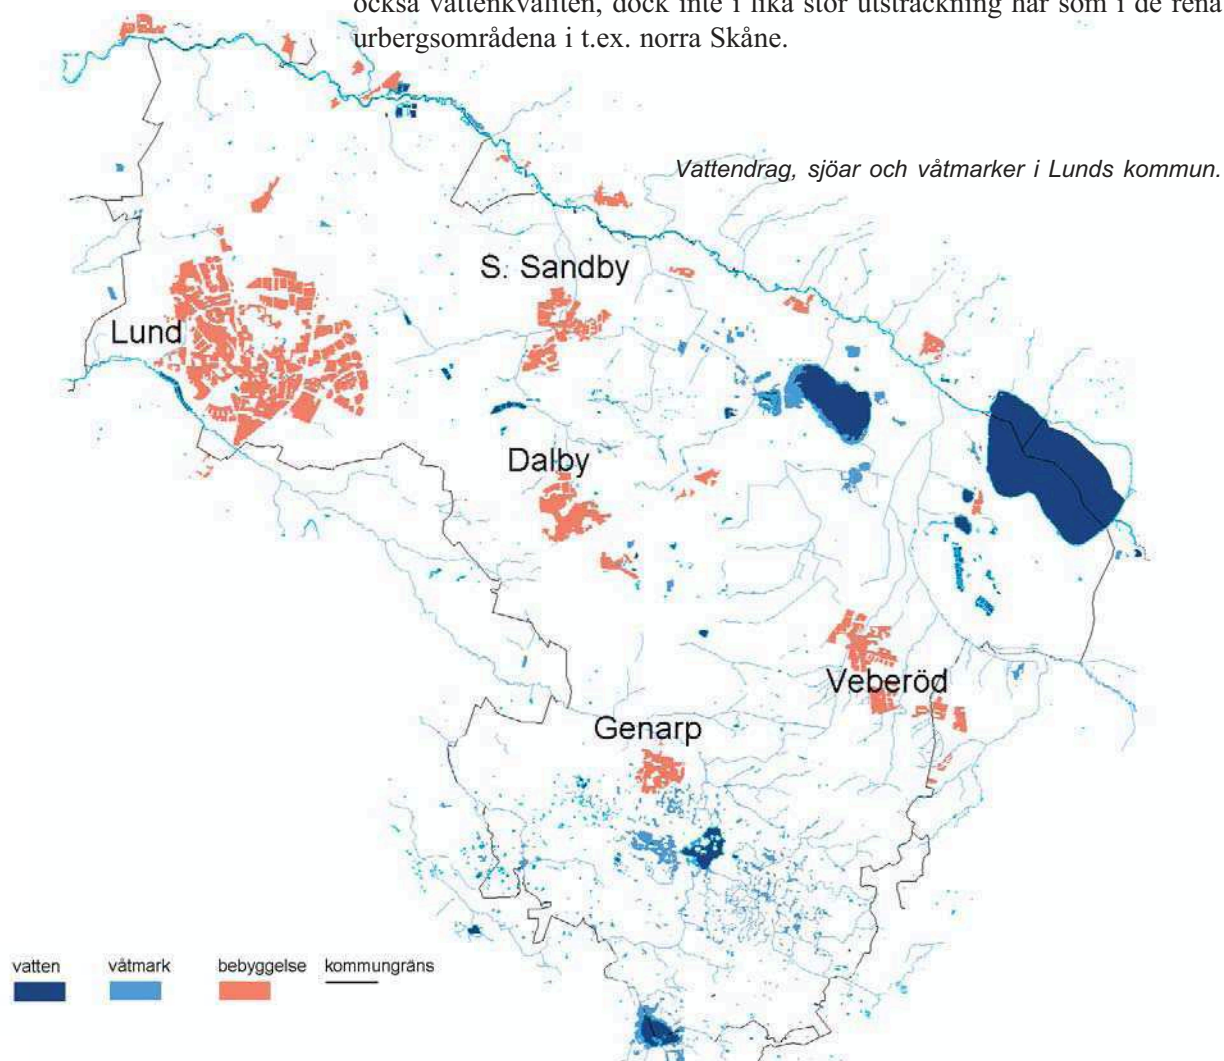 också vattenkvaliten, dock inte i lika stor utsträckning här som i de rena
urbergsområdena i t.ex. norra Skåne.
Vattendrag, sjöar och våtmarker i Lunds kommun.
S. Sandby
Lund
Dalby
Veberöd
Genarp
vatten våtmark bebyggelse kommungräns